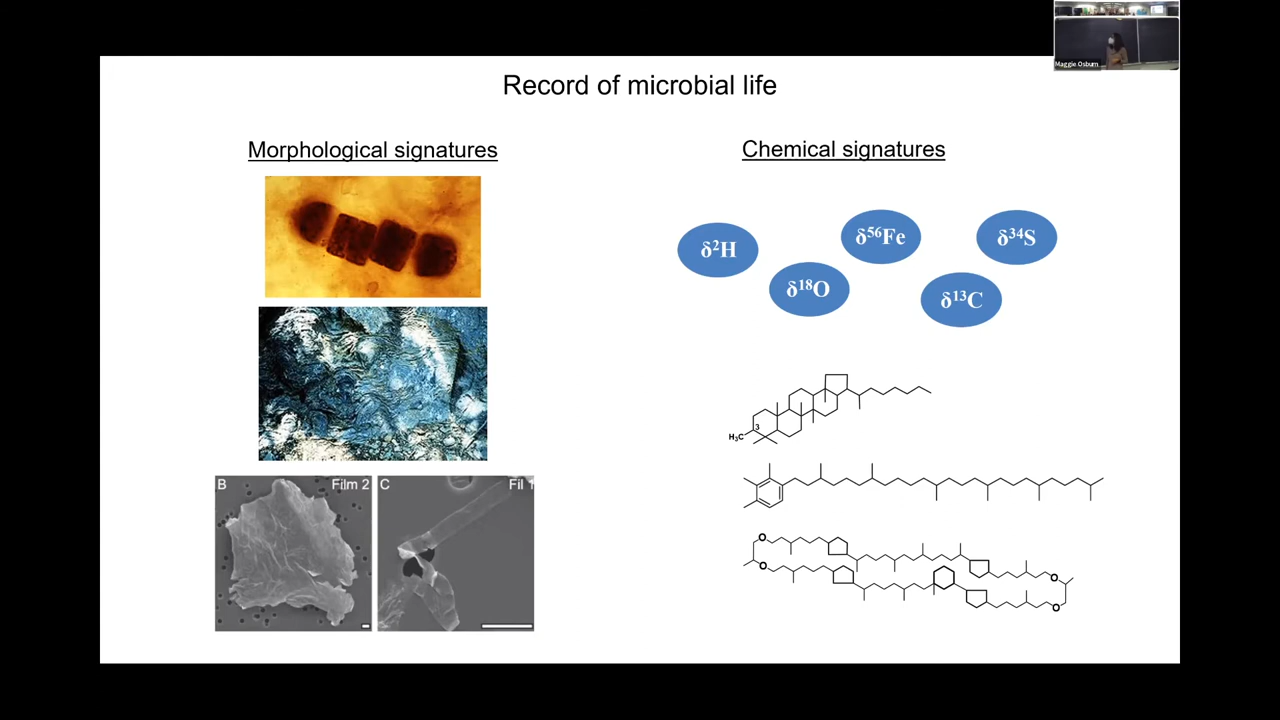 Maggie Osburn
Record of microbial life
Morphological signatures
Chemical signatures
δ²H
δ⁵⁶Fe
δ³⁴S
δ¹⁸O
δ¹³C
3
H₃C
B
Film 2
C
Fil 1
O
O
O
O